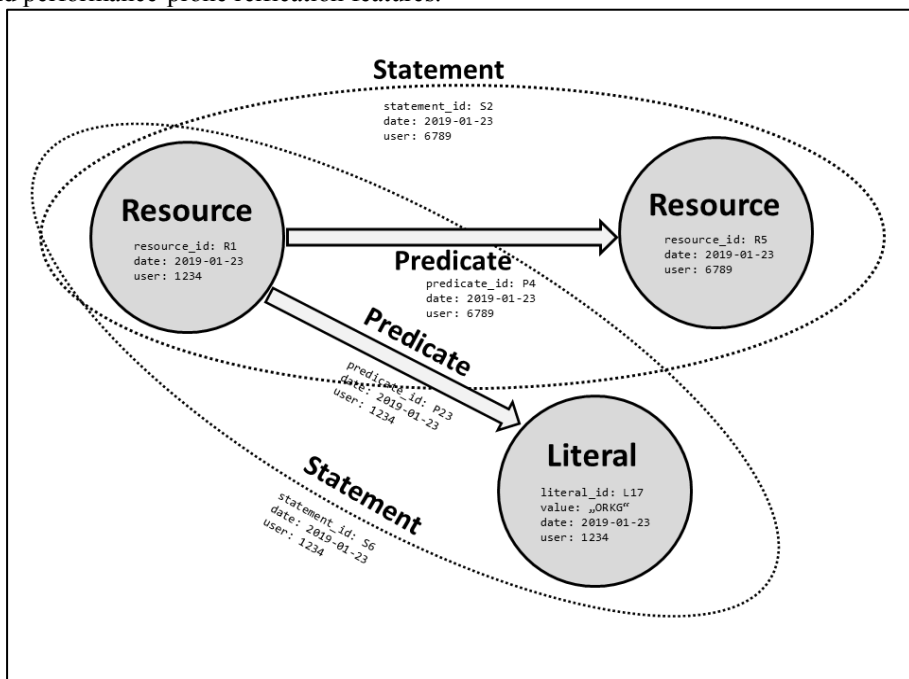 and performance-prone reification features.
Statement
statement_id: S2
date: 2019-01-23
user: 6789
Resource
resource_id: R1
date: 2019-01-23
user: 1234
Resource
resource_id: R5
date: 2019-01-23
user: 6789
Predicate
predicate_id: P4
date: 2019-01-23
user: 6789
Predicate
predicate_id: P23
date: 2019-01-23
user: 1234
Literal
literal_id: L17
value: „ORKG“
date: 2019-01-23
user: 1234
Statement
statement_id: S6
date: 2019-01-23
user: 1234